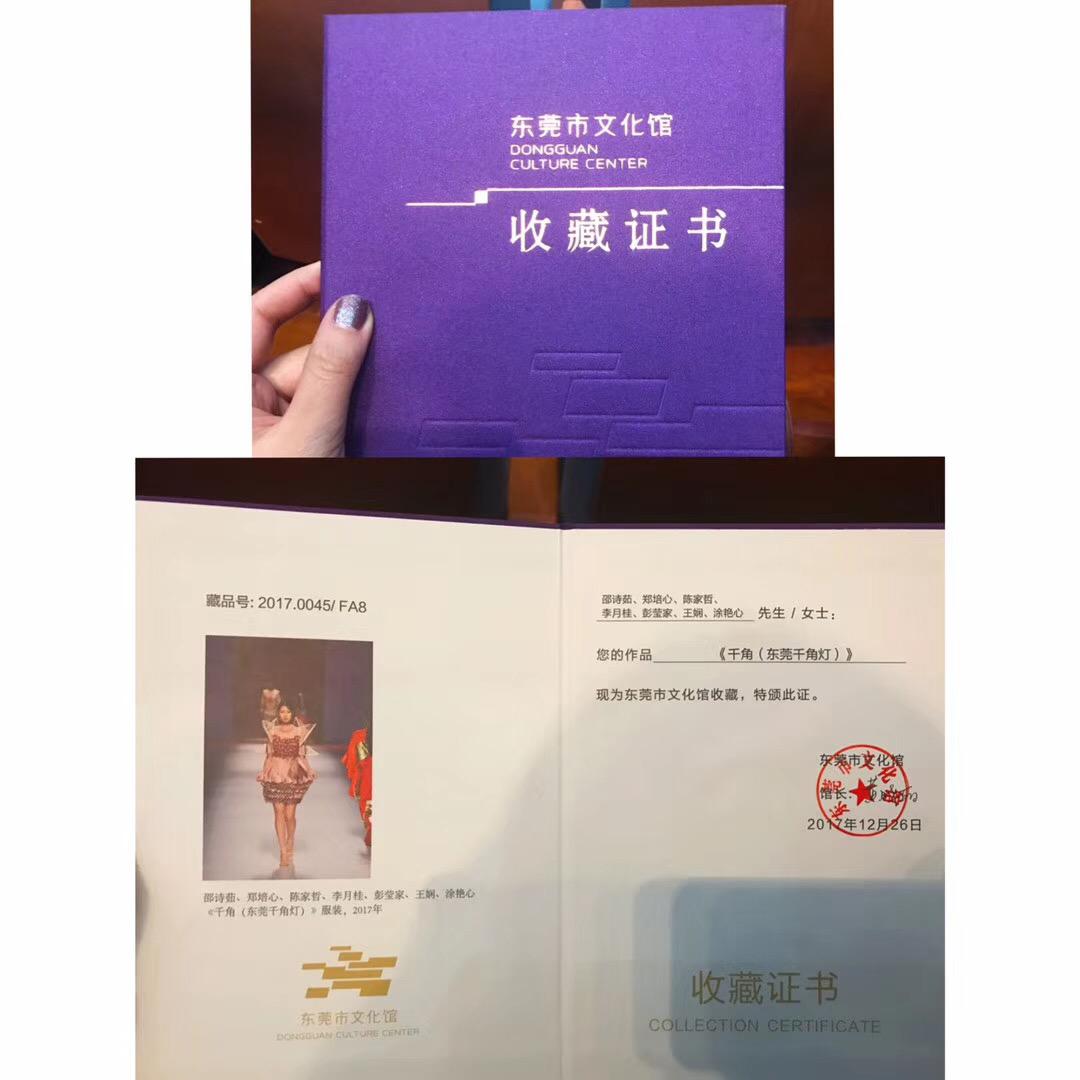 东莞市文化馆
DONGGUAN
CULTURE CENTER
收藏证书
藏品号: 2017.0045/ FA8
邵诗茹、郑培心、陈家哲、李月桂、彭莹家、王娴、涂艳心
《千角（东莞千角灯）》服装，2017年
东莞市文化馆
DONGGUAN CULTURE CENTER
邵诗茹、郑培心、陈家哲、
李月桂、彭莹家、王娴、涂艳心 先生 / 女士：
您的作品 《千角（东莞千角灯）》
现为东莞市文化馆收藏，特颁此证。
东莞市文化馆
馆长：
2017年12月26日
东莞市文化馆
收藏证书
COLLECTION CERTIFICATE